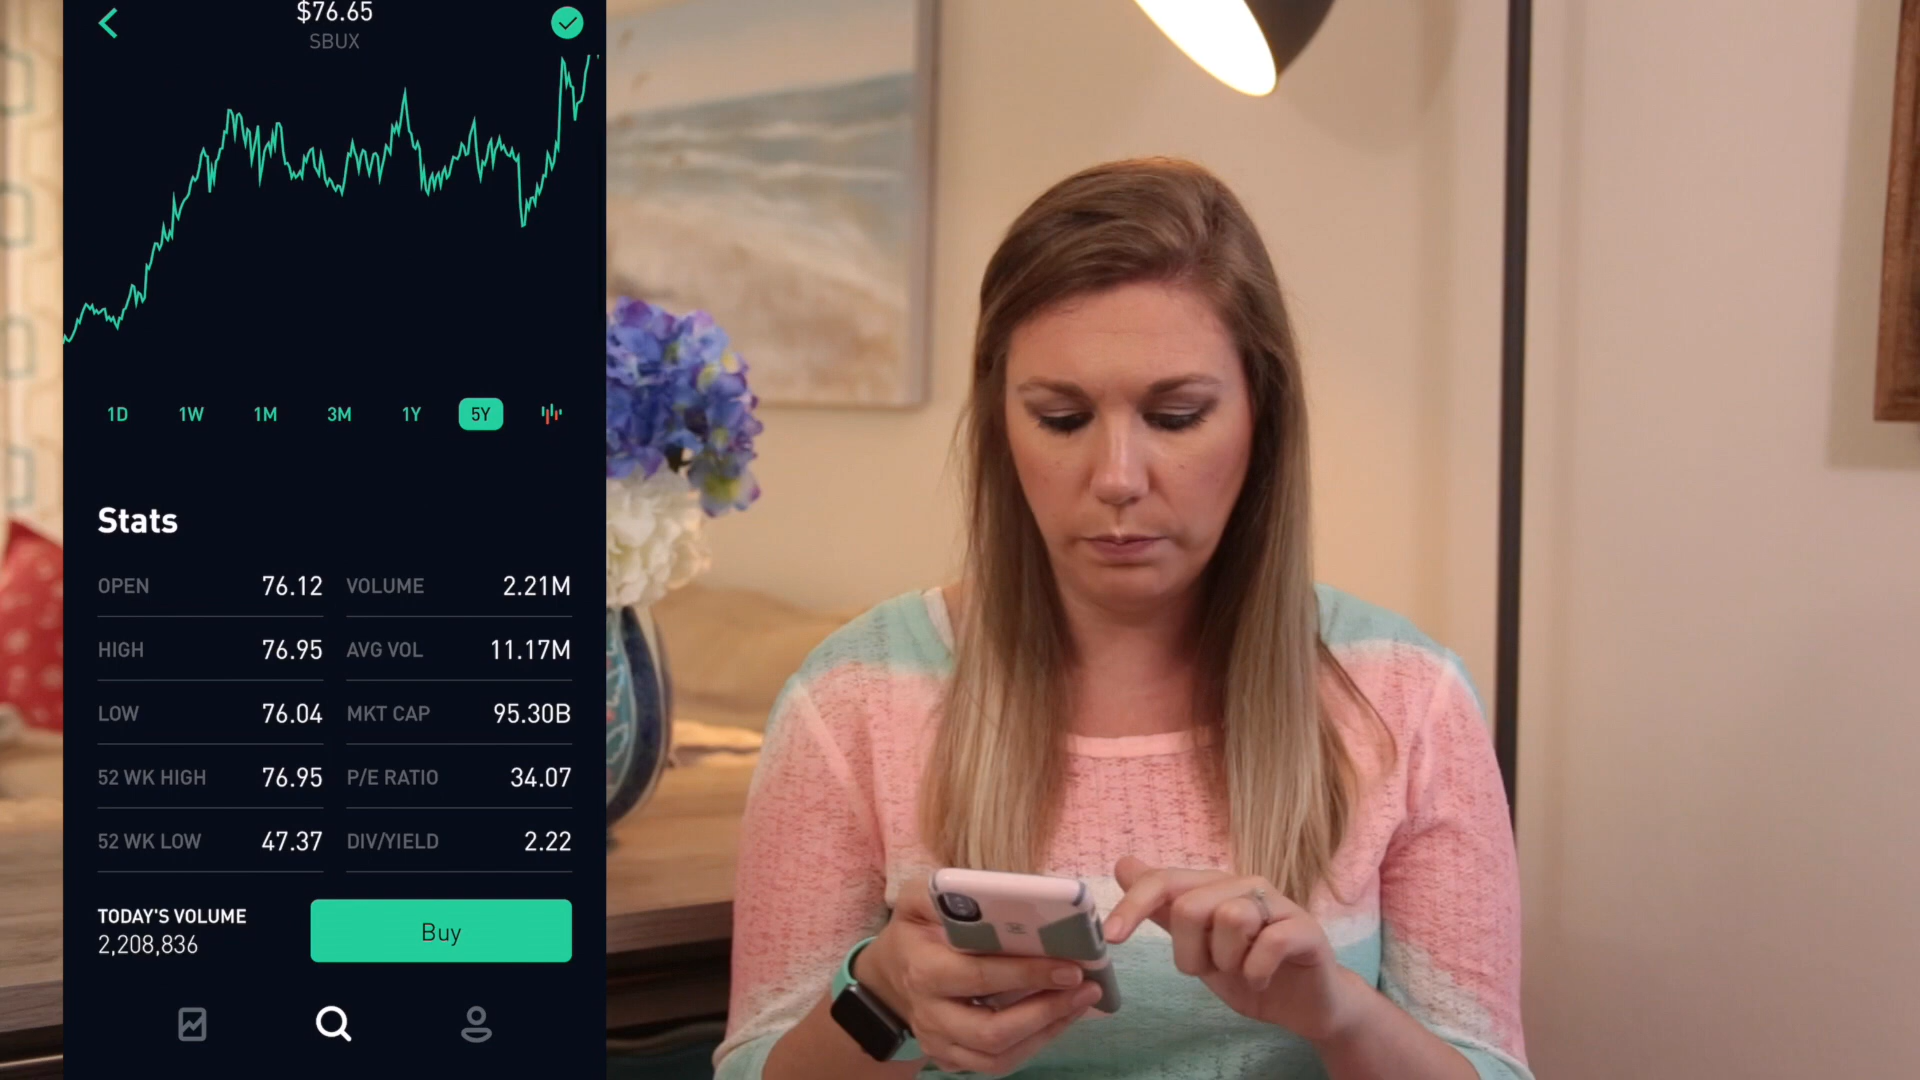 $76.65
SBUX
1D 1W 1M 3M 1Y 5Y
Stats
OPEN 76.12 VOLUME 2.21M
HIGH 76.95 AVG VOL 11.17M
LOW 76.04 MKT CAP 95.30B
52 WK HIGH 76.95 P/E RATIO 34.07
52 WK LOW 47.37 DIV/YIELD 2.22
TODAY'S VOLUME
2,208,836
Buy